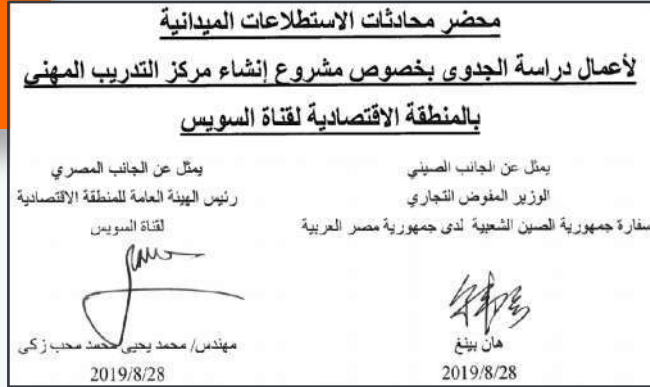 محضر محادثات الاستطلاعات الميدانية
لأعمال دراسة الجدوى بخصوص مشروع إنشاء مركز التدريب المهني
بالمنطقة الاقتصادية لقناة السويس
يمثل عن الجانب المصري
رئيس الهيئة العامة للمنطقة الاقتصادية
لقناة السويس
مهندس/ محمد يحيى محمد محب زكى
2019/8/28
يمثل عن الجانب الصيني
الوزير المفوض التجاري
سفارة جمهورية الصين الشعبية لدى جمهورية مصر العربية
هان بينغ
2019/8/28